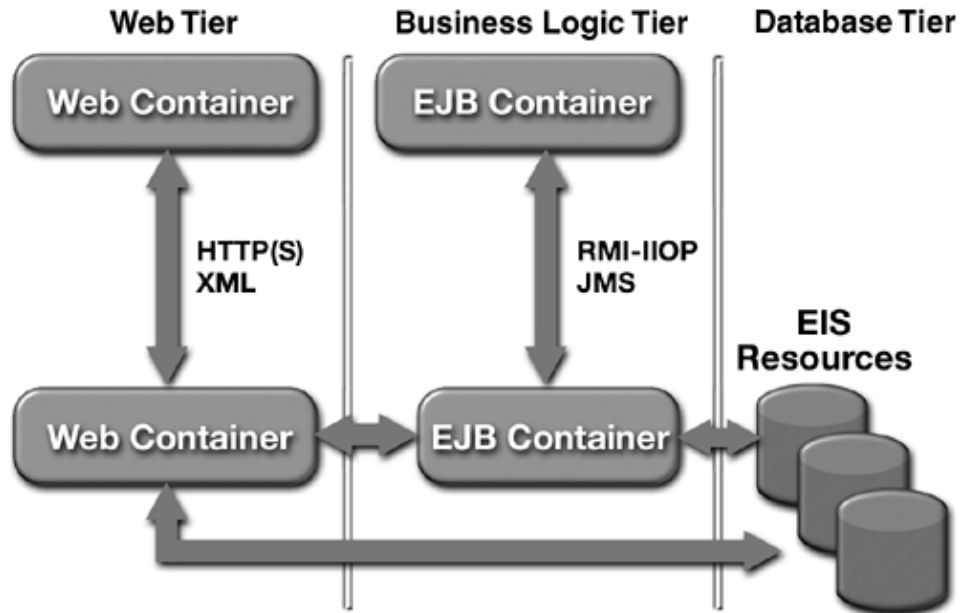 Web Tier
Business Logic Tier
Database Tier
Web Container
EJB Container
HTTP(S)
XML
RMI-IIOP
JMS
EIS
Resources
Web Container
EJB Container